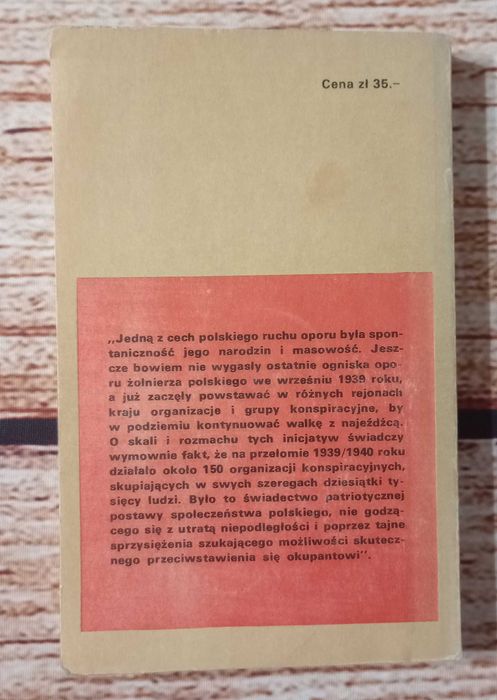 Cena zł 35.–
„Jedną z cech polskiego ruchu oporu była spon-
taniczność jego narodzin i masowość. Jesz-
cze bowiem nie wygasły ostatnie ogniska opo-
ru żołnierza polskiego we wrześniu 1939 roku,
a już zaczęły powstawać w różnych rejonach
kraju organizacje i grupy konspiracyjne, by
w podziemiu kontynuować walkę z najeźdźcą.
O skali i rozmachu tych inicjatyw świadczy
wymownie fakt, że na przełomie 1939/1940 roku
działało około 150 organizacji konspiracyjnych,
skupiających w swych szeregach dziesiątki ty-
sięcy ludzi. Było to świadectwo patriotycznej
postawy społeczeństwa polskiego, nie godzą-
cego się z utratą niepodległości i poprzez tajne
sprzysiężenia szukającego możliwości skutecz-
nego przeciwstawienia się okupantowi".